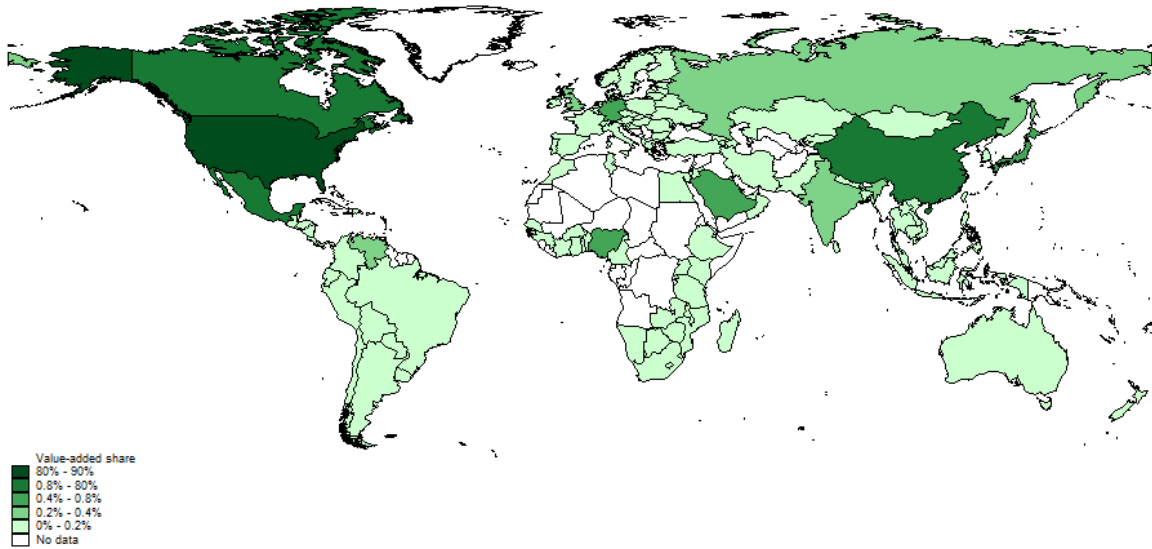 Value-added share
80% - 90%
0.8% - 80%
0.4% - 0.8%
0.2% - 0.4%
0% - 0.2%
No data